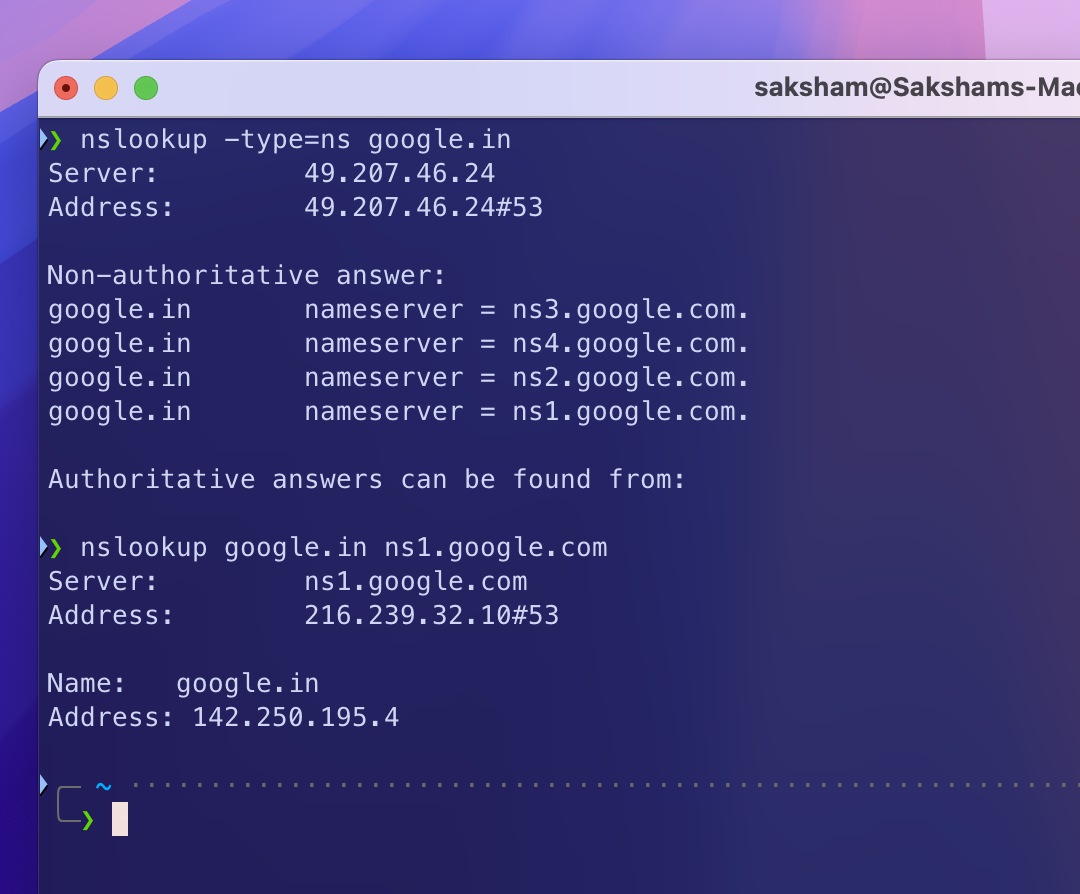 saksham@Sakshams-Mac
❯ nslookup -type=ns google.in
Server:		49.207.46.24
Address:	49.207.46.24#53
Non-authoritative answer:
google.in	nameserver = ns3.google.com.
google.in	nameserver = ns4.google.com.
google.in	nameserver = ns2.google.com.
google.in	nameserver = ns1.google.com.
Authoritative answers can be found from:
❯ nslookup google.in ns1.google.com
Server:		ns1.google.com
Address:	216.239.32.10#53
Name:	google.in
Address: 142.250.195.4
~
❯